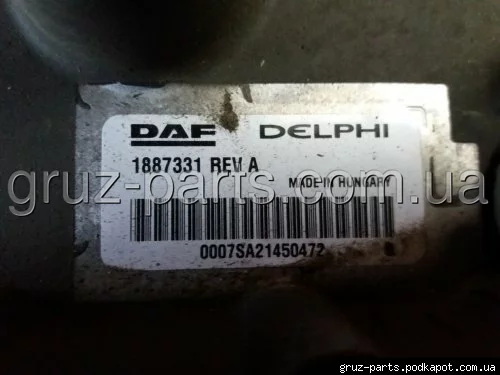 DAF DELPHI
1887331 REV A
MADE IN HUNGARY
gruz-parts.com.ua
0007SA21450472
gruz-parts.podkapot.com.ua